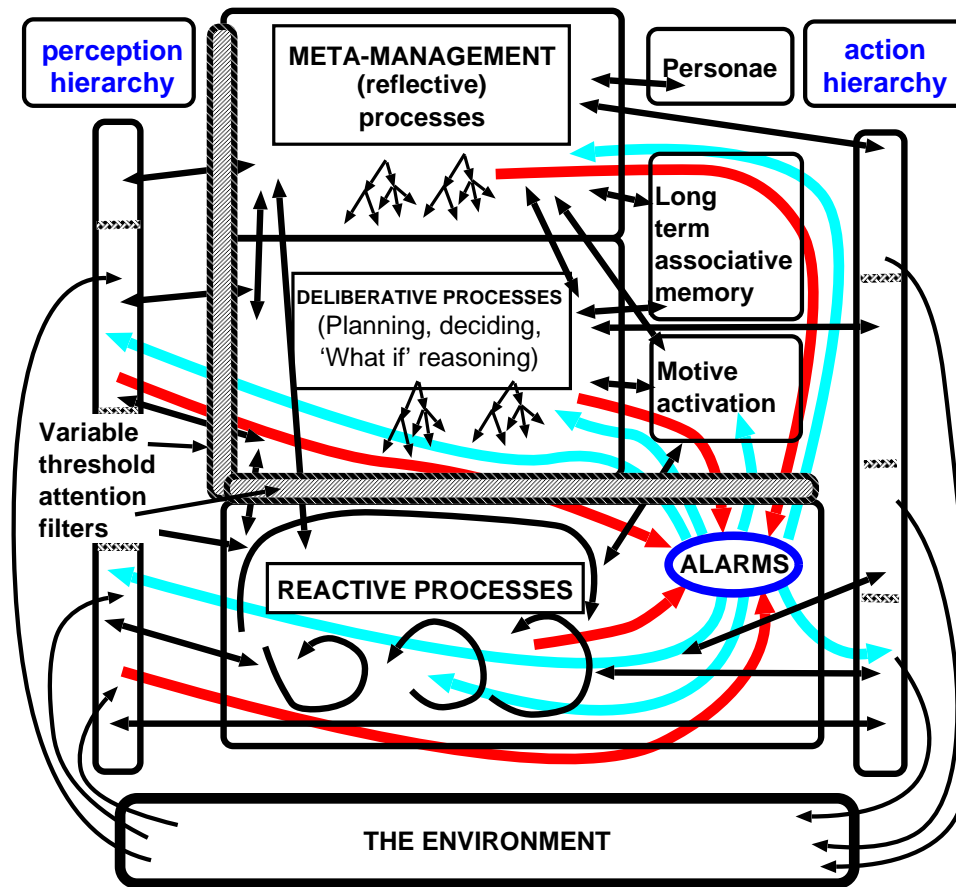 perception
hierarchy
META-MANAGEMENT
(reflective)
processes
Personae
action
hierarchy
Long
term
associative
memory
DELIBERATIVE PROCESSES
(Planning, deciding,
‘What if’ reasoning)
Motive
activation
Variable
threshold
attention
filters
ALARMS
REACTIVE PROCESSES
THE ENVIRONMENT